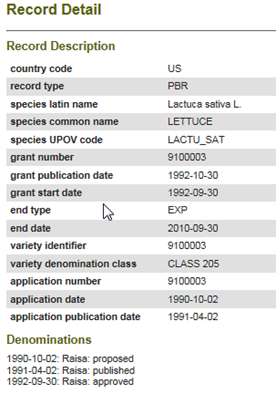 Record Detail
Record Description
country code US
record type PBR
species latin name Lactuca sativa L.
species common name LETTUCE
species UPOV code LACTU_SAT
grant number 9100003
grant publication date 1992-10-30
grant start date 1992-09-30
end type EXP
end date 2010-09-30
variety identifier 9100003
variety denomination class CLASS 205
application number 9100003
application date 1990-10-02
application publication date 1991-04-02
Denominations
1990-10-02: Raisa: proposed
1991-04-02: Raisa: published
1992-09-30: Raisa: approved